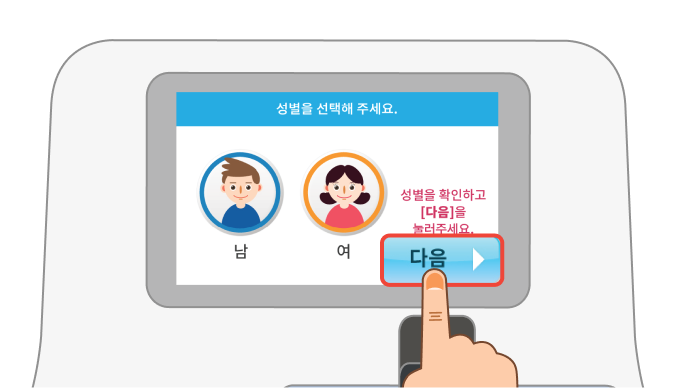 성별을 선택해 주세요.
남
여
성별을 확인하고
[다음]을
눌러주세요.
다음